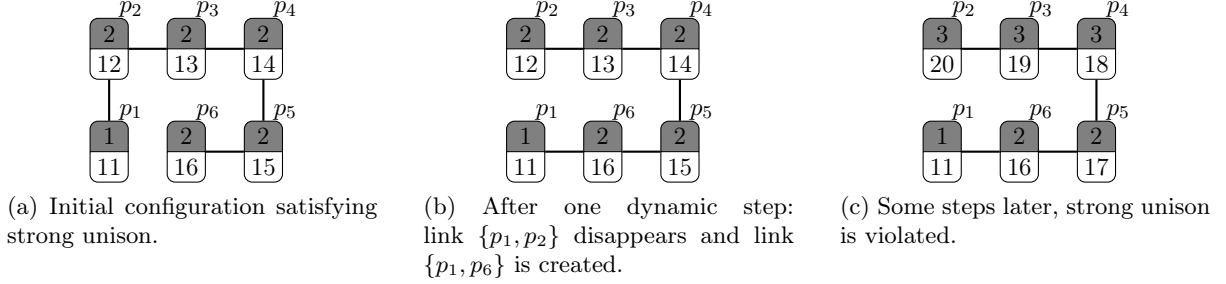 p2 p3 p4
2 2 2
12 13 14
p1 p6 p5
1 2 2
11 16 15
(a) Initial configuration satisfying
strong unison.
p2 p3 p4
2 2 2
12 13 14
p1 p6 p5
1 2 2
11 16 15
(b) After one dynamic step:
link {p1, p2} disappears and link
{p1, p6} is created.
p2 p3 p4
3 3 3
20 19 18
p1 p6 p5
1 2 2
11 16 17
(c) Some steps later, strong unison
is violated.